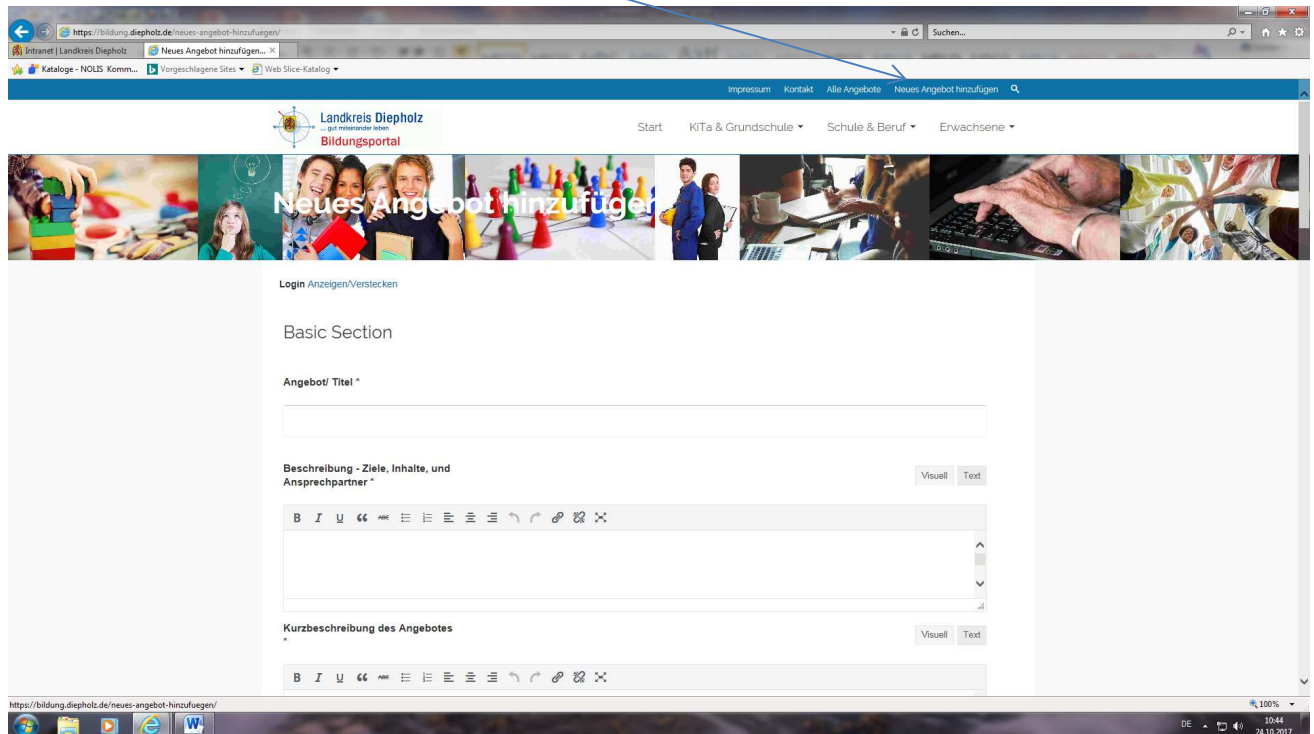 https://bildung.diepholz.de/neues-angebot-hinzufuegen/
Suchen...
Intranet | Landkreis Diepholz
Neues Angebot hinzufügen...
Kataloge - NOLIS Komm...
Vorgeschlagene Sites
Web Slice-Katalog
Impressum Kontakt Alle Angebote Neues Angebot hinzufügen
Landkreis Diepholz
... gut miteinander leben
Bildungsportal
Start KiTa & Grundschule Schule & Beruf Erwachsene
Neues Angebot hinzufügen
Login Anzeigen/Verstecken
Basic Section
Angebot/ Titel *
Beschreibung - Ziele, Inhalte, und
Ansprechpartner *
Visuell Text
B I U ABC
Kurzbeschreibung des Angebotes
*
Visuell Text
B I U ABC
https://bildung.diepholz.de/neues-angebot-hinzufuegen/
100%
DE
10:44
24.10.2017